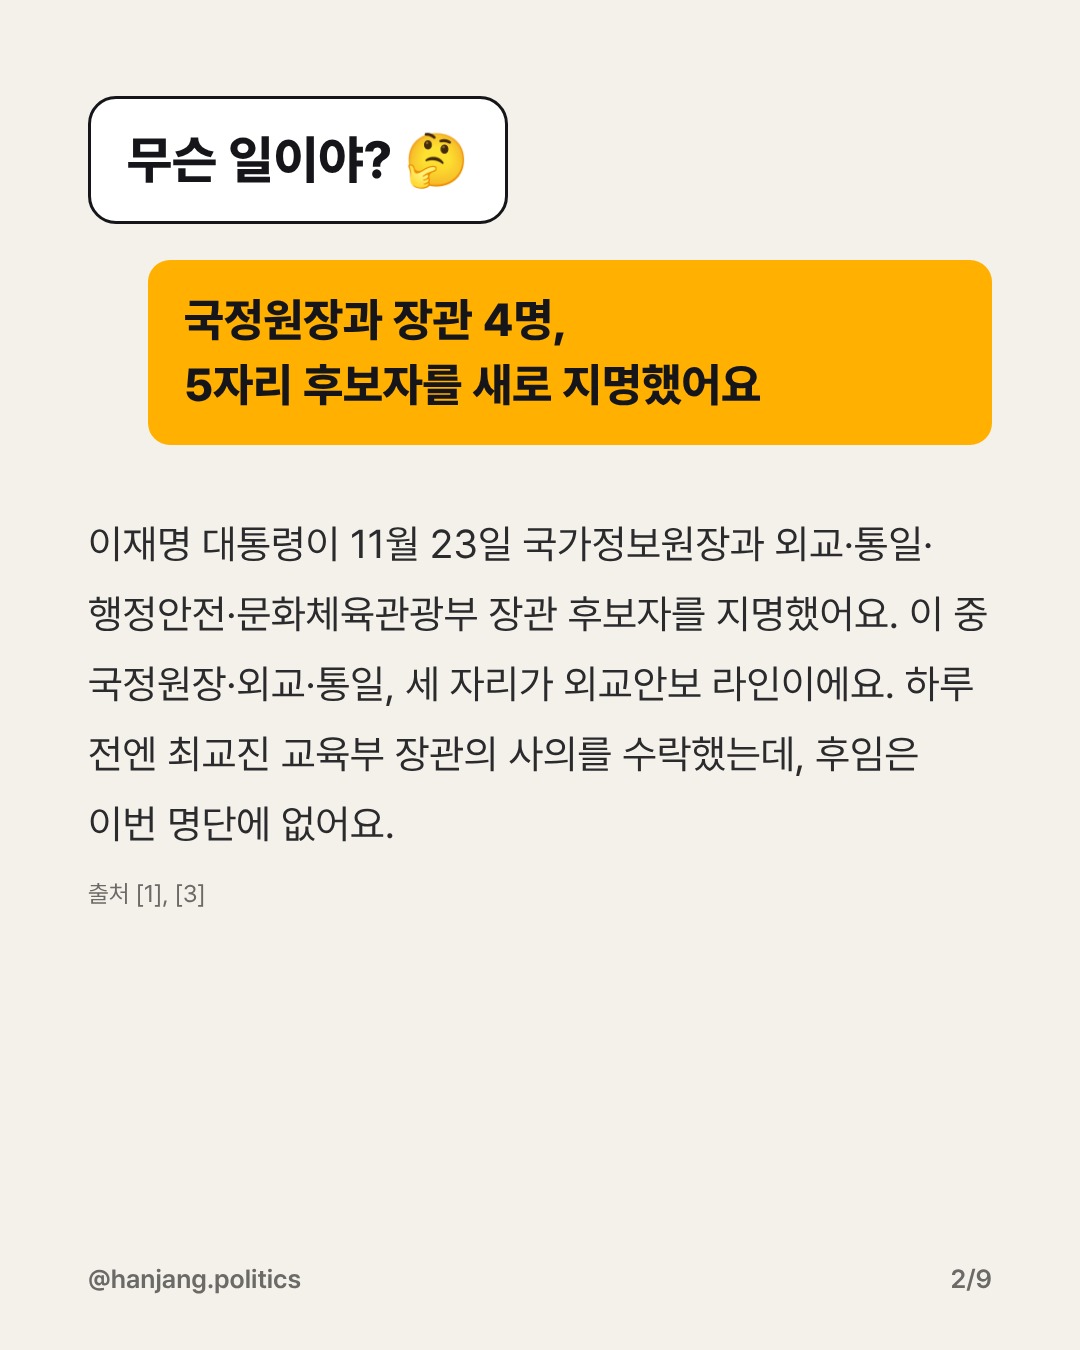 무슨 일이야? 🤔
국정원장과 장관 4명,
5자리 후보자를 새로 지명했어요
이재명 대통령이 11월 23일 국가정보원장과 외교·통일·
행정안전·문화체육관광부 장관 후보자를 지명했어요. 이 중
국정원장·외교·통일, 세 자리가 외교안보 라인이에요. 하루
전엔 최교진 교육부 장관의 사의를 수락했는데, 후임은
이번 명단에 없어요.
출처 [1], [3]
@hanjang.politics
2/9